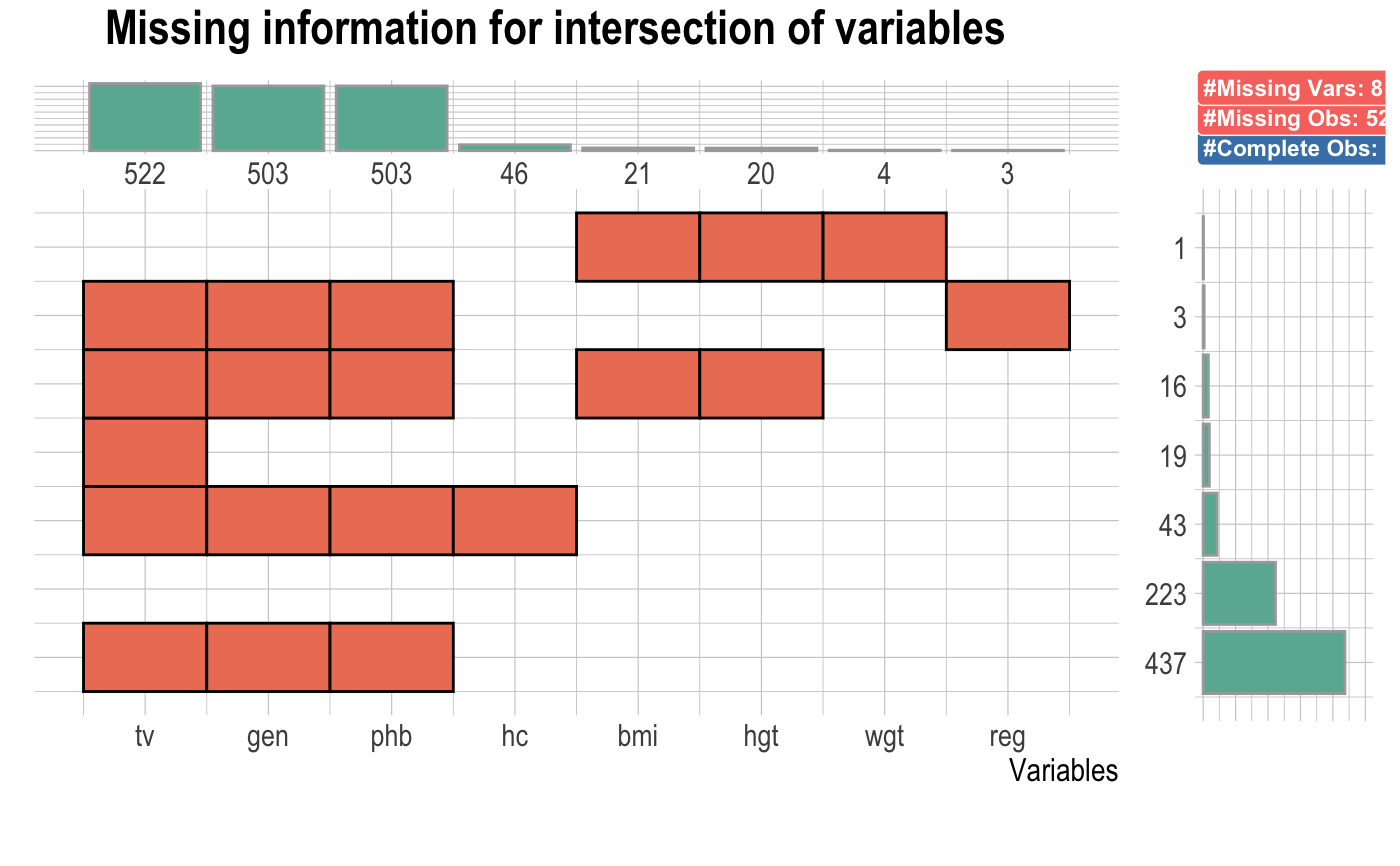 Missing information for intersection of variables
#Missing Vars: 8
#Missing Obs: 52
#Complete Obs:
522 503 503 46 21 20 4 3
1
3
16
19
43
223
437
tv gen phb hc bmi hgt wgt reg
Variables